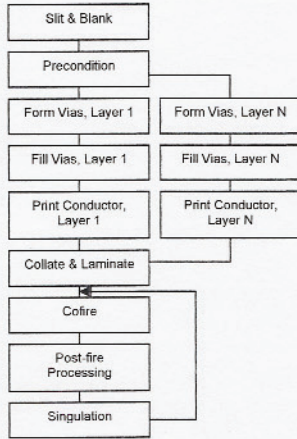 Slit & Blank
Precondition
Form Vias, Layer 1
Form Vias, Layer N
Fill Vias, Layer 1
Fill Vias, Layer N
Print Conductor,
Layer 1
Print Conductor,
Layer N
Collate & Laminate
Cofire
Post-fire
Processing
Singulation